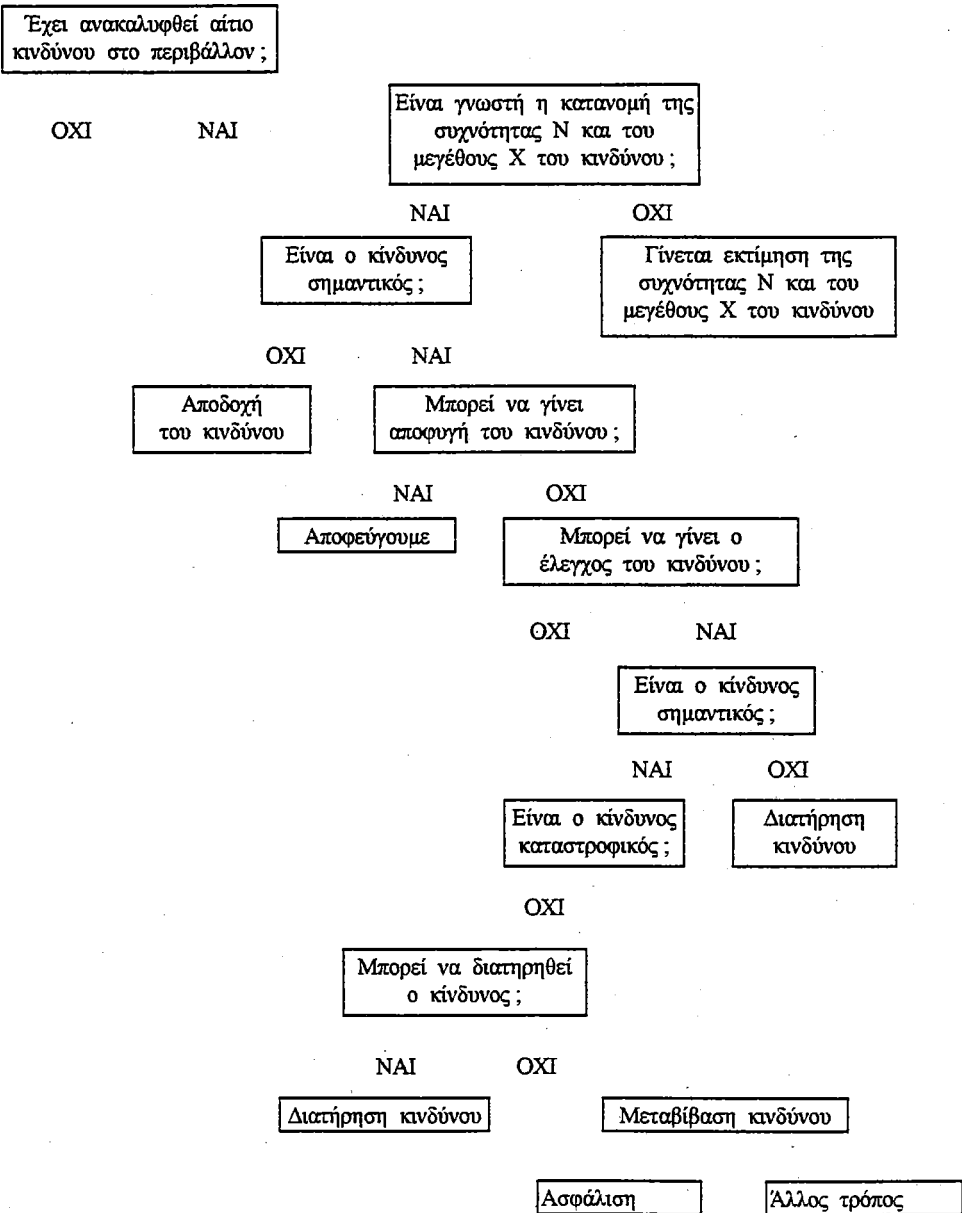 Έχει ανακαλυφθεί αίτιο
κινδύνου στο περιβάλλον ;
Είναι γνωστή η κατανομή της
συχνότητας Ν και του
μεγέθους Χ του κινδύνου ;
ΟΧΙ ΝΑΙ
ΝΑΙ ΟΧΙ
Είναι ο κίνδυνος
σημαντικός ;
Γίνεται εκτίμηση της
συχνότητας Ν και του
μεγέθους Χ του κινδύνου
ΟΧΙ ΝΑΙ
Αποδοχή
του κινδύνου
Μπορεί να γίνει
αποφυγή του κινδύνου ;
ΝΑΙ ΟΧΙ
Αποφεύγουμε
Μπορεί να γίνει ο
έλεγχος του κινδύνου ;
ΟΧΙ ΝΑΙ
Είναι ο κίνδυνος
σημαντικός ;
ΝΑΙ ΟΧΙ
Είναι ο κίνδυνος
καταστροφικός ;
Διατήρηση
κινδύνου
ΟΧΙ
Μπορεί να διατηρηθεί
ο κίνδυνος ;
ΝΑΙ ΟΧΙ
Διατήρηση κινδύνου
Μεταβίβαση κινδύνου
Ασφάλιση
Άλλος τρόπος